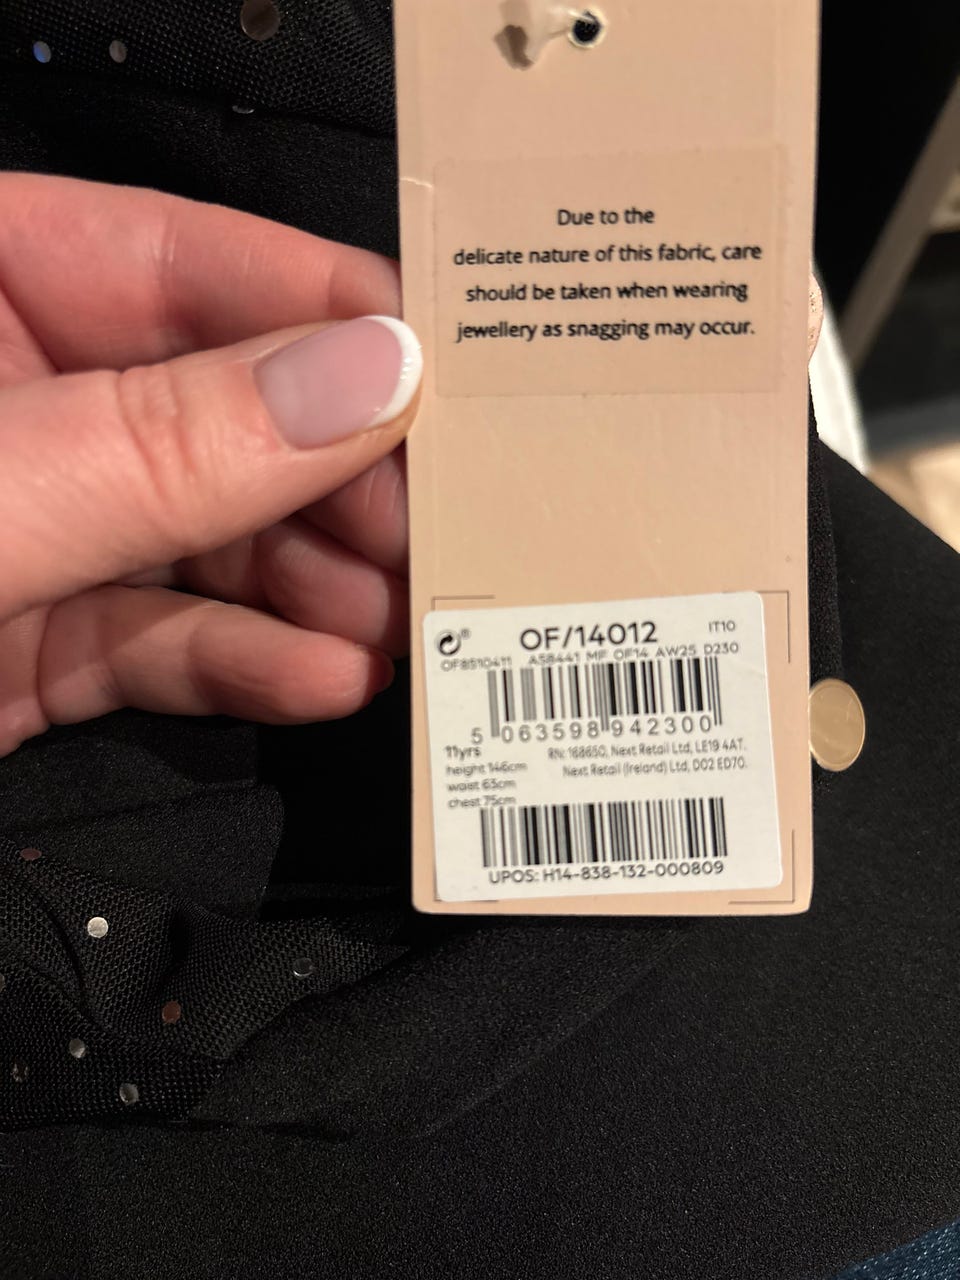 Due to the
delicate nature of this fabric, care
should be taken when wearing
jewellery as snagging may occur.
OF/14012
IT10
OF8510411 A58441 MF OF14 AW25 D230
5 063598 942300
11yrs
height 146cm
waist 63cm
chest 75cm
RN: 168650, Next Retail Ltd, LE19 4AT.
Next Retail (Ireland) Ltd, D02 ED70.
UPOS: H14-838-132-000809